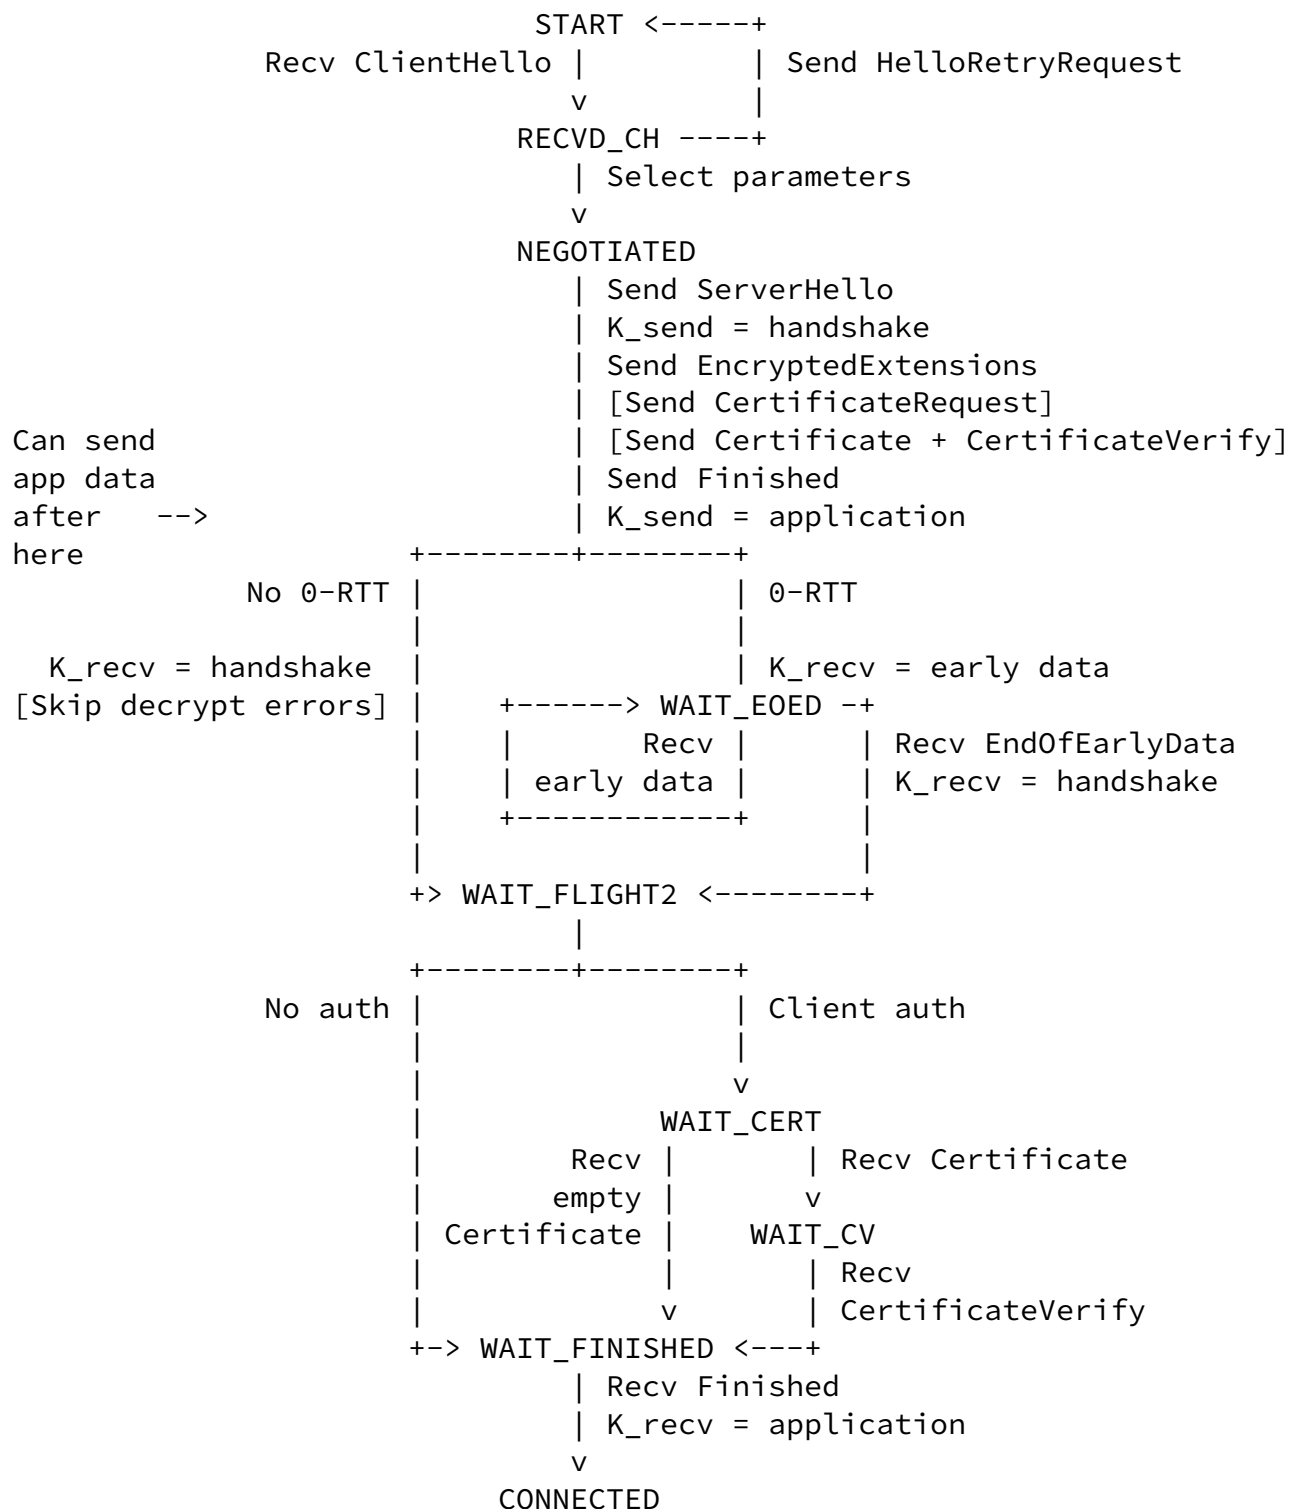 START <-----+
Recv ClientHello |         | Send HelloRetryRequest
v         |
RECVD_CH ----+
| Select parameters
v
NEGOTIATED
| Send ServerHello
| K_send = handshake
| Send EncryptedExtensions
| [Send CertificateRequest]
Can send                       | [Send Certificate + CertificateVerify]
app data                       | Send Finished
after   -->                    | K_send = application
here                  +--------+--------+
No 0-RTT |                 | 0-RTT
|                 |
K_recv = handshake  |                 | K_recv = early data
[Skip decrypt errors] |    +------> WAIT_EOED -+
|    |       Recv |      | Recv EndOfEarlyData
|    | early data |      | K_recv = handshake
|    +------------+      |
|                        |
+> WAIT_FLIGHT2 <--------+
|
+--------+--------+
No auth |                 | Client auth
|                 |
|                 v
|             WAIT_CERT
|        Recv |       | Recv Certificate
|       empty |       v
| Certificate |    WAIT_CV
|             |       | Recv
|             v       | CertificateVerify
+-> WAIT_FINISHED <---+
| Recv Finished
| K_recv = application
v
CONNECTED